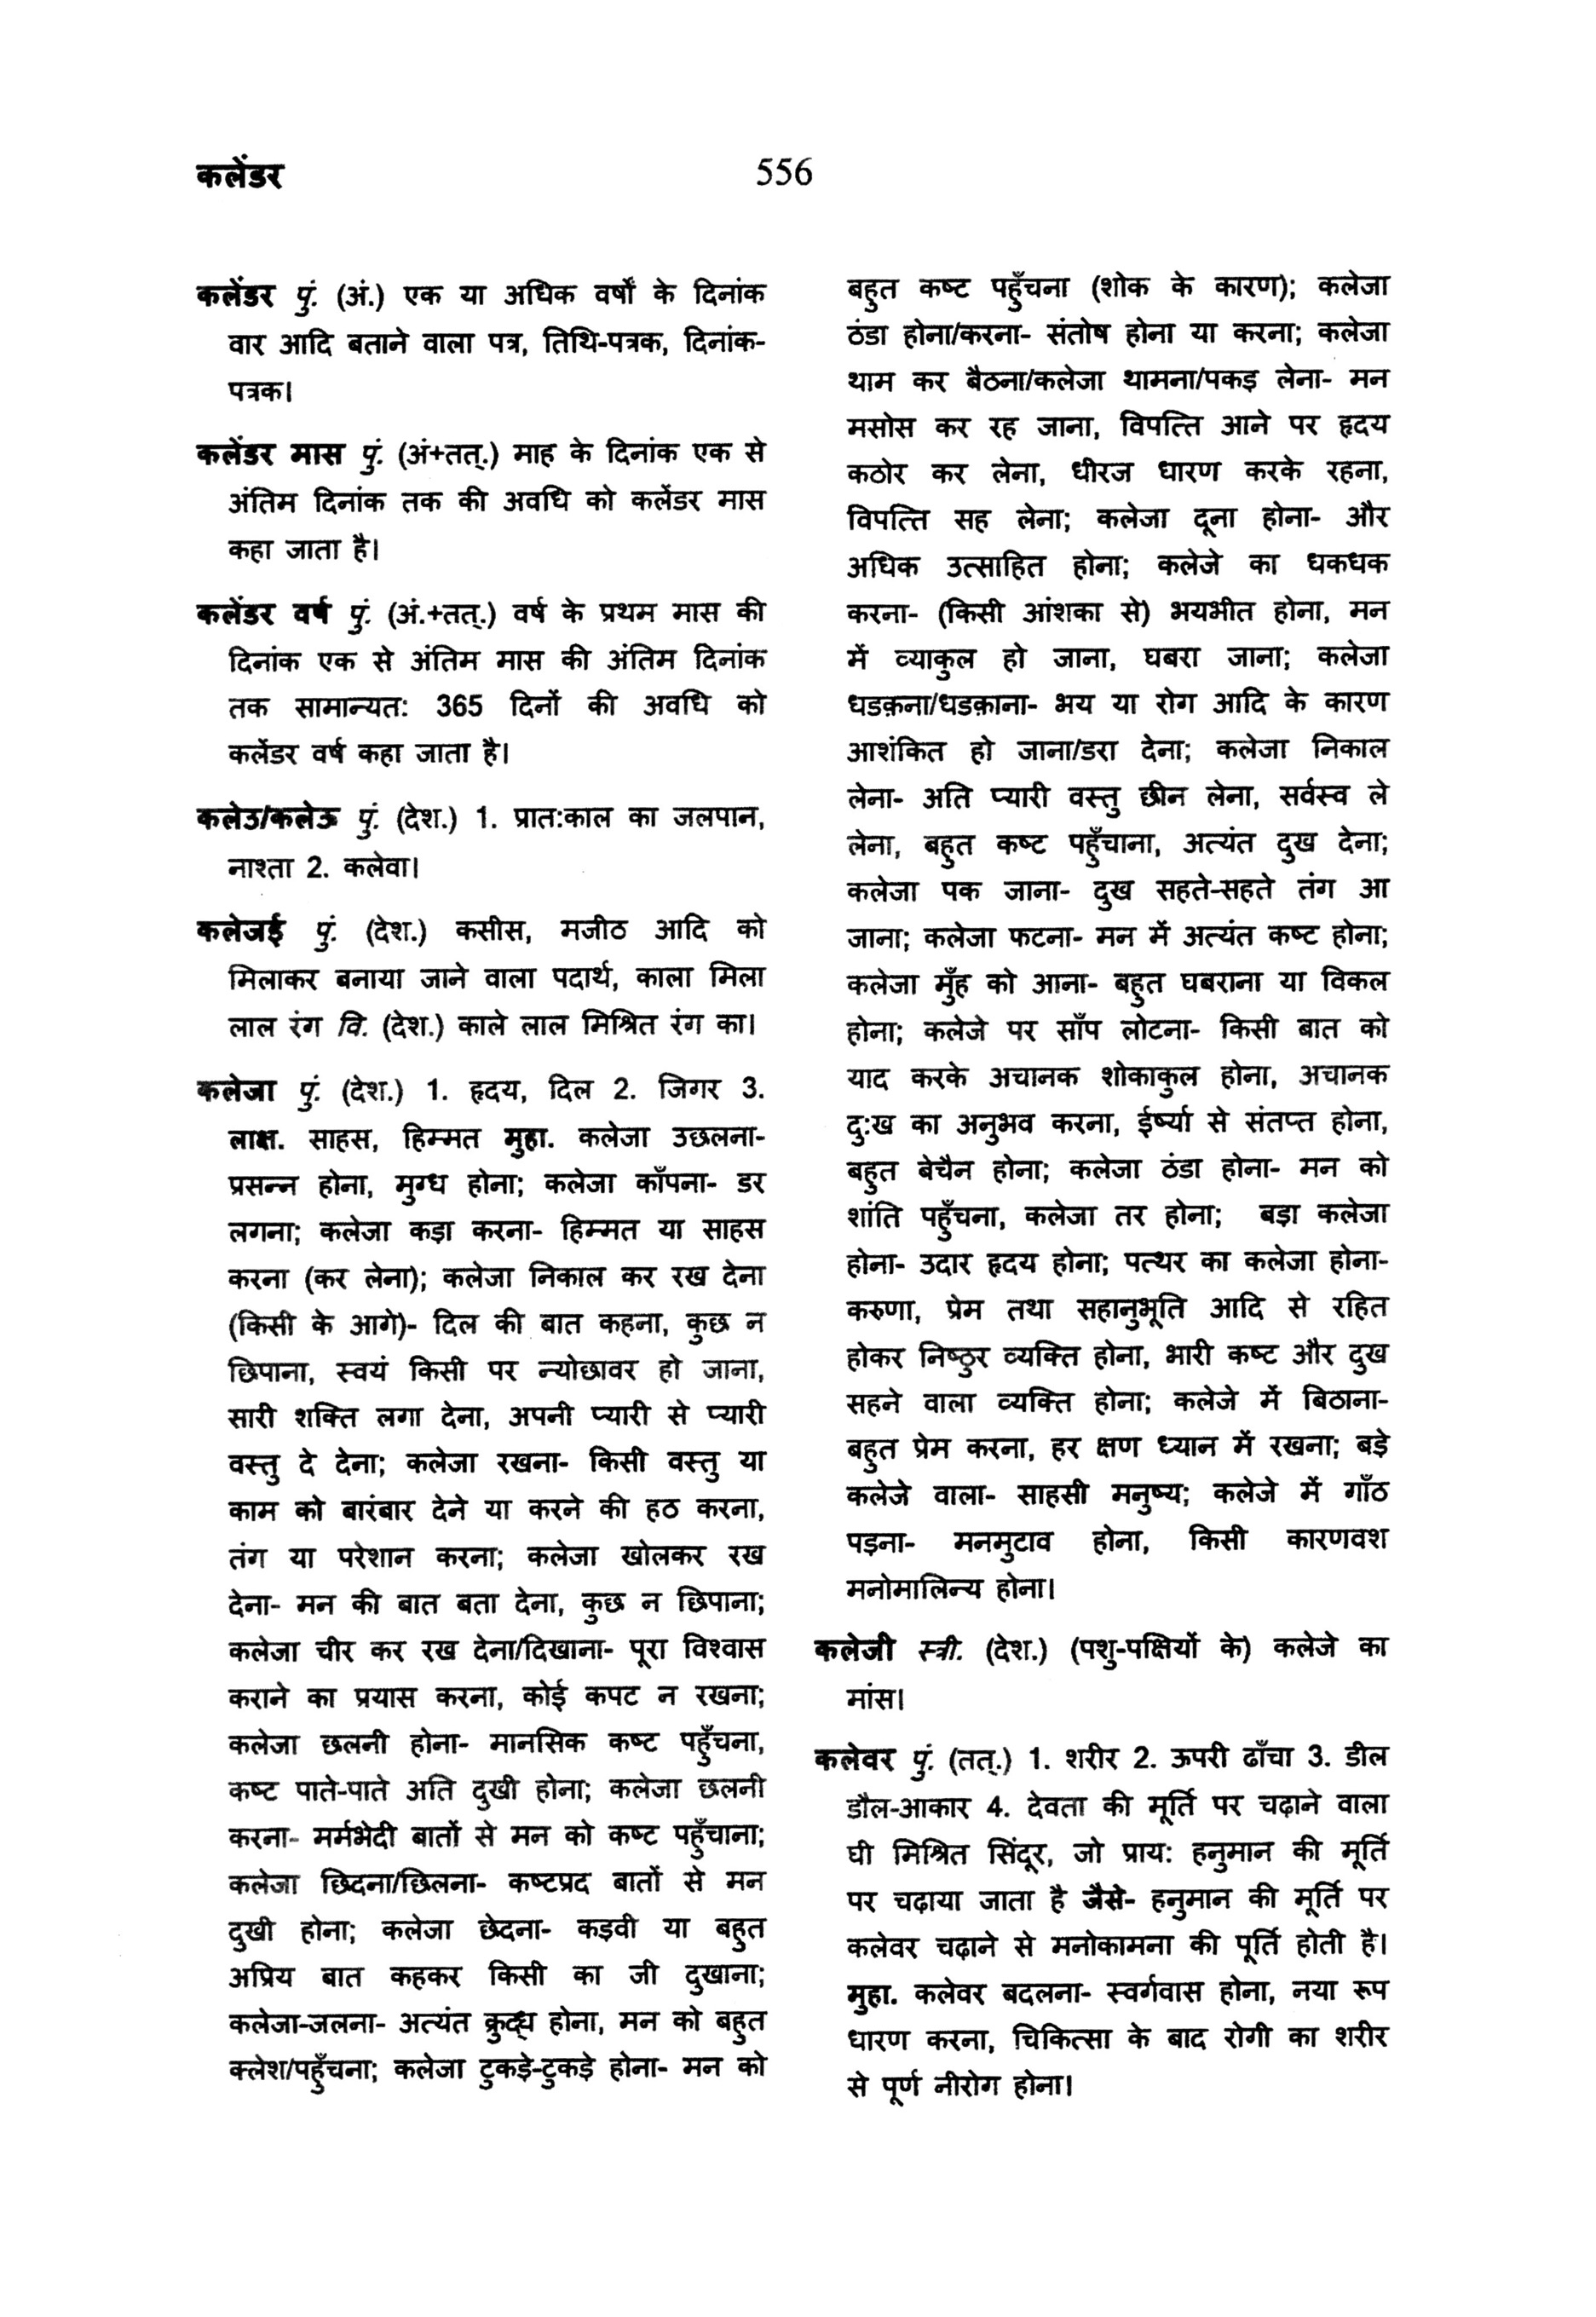 कलेंडर
556
कलेंडर पुं. (अं.) एक या अधिक वर्षों के दिनांक
वार आदि बताने वाला पत्र, तिथि-पत्रक, दिनांक-
पत्रक।
कलेंडर मास पुं. (अं+तत्.) माह के दिनांक एक से
अंतिम दिनांक तक की अवधि को कलेंडर मास
कहा जाता है।
कलेंडर वर्ष पुं. (अं.+तत्.) वर्ष के प्रथम मास की
दिनांक एक से अंतिम मास की अंतिम दिनांक
तक सामान्यत: 365 दिनों की अवधि को
कलेंडर वर्ष कहा जाता है।
कलेउ/कलेऊ पुं. (देश.) 1. प्रात:काल का जलपान,
नाश्ता 2. कलेवा।
कलेजई पुं. (देश.) कसीस, मजीठ आदि को
मिलाकर बनाया जाने वाला पदार्थ, काला मिला
लाल रंग वि. (देश.) काले लाल मिश्रित रंग का।
कलेजा पुं. (देश.) 1. हृदय, दिल 2. जिगर 3.
लाक्ष. साहस, हिम्मत मुहा. कलेजा उछलना-
प्रसन्न होना, मुग्ध होना; कलेजा काँपना- डर
लगना; कलेजा कड़ा करना- हिम्मत या साहस
करना (कर लेना); कलेजा निकाल कर रख देना
(किसी के आगे)- दिल की बात कहना, कुछ न
छिपाना, स्वयं किसी पर न्योछावर हो जाना,
सारी शक्ति लगा देना, अपनी प्यारी से प्यारी
वस्तु दे देना; कलेजा रखना- किसी वस्तु या
काम को बारंबार देने या करने की हठ करना,
तंग या परेशान करना; कलेजा खोलकर रख
देना- मन की बात बता देना, कुछ न छिपाना;
कलेजा चीर कर रख देना/दिखाना- पूरा विश्वास
कराने का प्रयास करना, कोई कपट न रखना;
कलेजा छलनी होना- मानसिक कष्ट पहुँचना,
कष्ट पाते-पाते अति दुखी होना; कलेजा छलनी
करना- मर्मभेदी बातों से मन को कष्ट पहुँचाना;
कलेजा छिदना/छिलना- कष्टप्रद बातों से मन
दुखी होना; कलेजा छेदना- कड़वी या बहुत
अप्रिय बात कहकर किसी का जी दुखाना;
कलेजा-जलना- अत्यंत क्रुद्ध होना, मन को बहुत
क्लेश/पहुँचना; कलेजा टुकड़े-टुकड़े होना- मन को
बहुत कष्ट पहुँचना (शोक के कारण); कलेजा
ठंडा होना/करना- संतोष होना या करना; कलेजा
थाम कर बैठना/कलेजा थामना/पकड़ लेना- मन
मसोस कर रह जाना, विपत्ति आने पर हृदय
कठोर कर लेना, धीरज धारण करके रहना,
विपत्ति सह लेना; कलेजा दूना होना- और
अधिक उत्साहित होना; कलेजे का धकधक
करना- (किसी आंशका से) भयभीत होना, मन
में व्याकुल हो जाना, घबरा जाना; कलेजा
धडक़ना/धडक़ाना- भय या रोग आदि के कारण
आशंकित हो जाना/डरा देना; कलेजा निकाल
लेना- अति प्यारी वस्तु छीन लेना, सर्वस्व ले
लेना, बहुत कष्ट पहुँचाना, अत्यंत दुख देना;
कलेजा पक जाना- दुख सहते-सहते तंग आ
जाना; कलेजा फटना- मन में अत्यंत कष्ट होना;
कलेजा मुँह को आना- बहुत घबराना या विकल
होना; कलेजे पर साँप लोटना- किसी बात को
याद करके अचानक शोकाकुल होना, अचानक
दु:ख का अनुभव करना, ईर्ष्या से संतप्त होना,
बहुत बेचैन होना; कलेजा ठंडा होना- मन को
शांति पहुँचना, कलेजा तर होना; बड़ा कलेजा
होना- उदार हृदय होना; पत्थर का कलेजा होना-
करुणा, प्रेम तथा सहानुभूति आदि से रहित
होकर निष्ठुर व्यक्ति होना, भारी कष्ट और दुख
सहने वाला व्यक्ति होना; कलेजे में बिठाना-
बहुत प्रेम करना, हर क्षण ध्यान में रखना; बड़े
कलेजे वाला- साहसी मनुष्य; कलेजे में गाँठ
पड़ना- मनमुटाव होना, किसी कारणवश
मनोमालिन्य होना।
कलेजी स्त्री. (देश.) (पशु-पक्षियों के) कलेजे का
मांस।
कलेवर पुं. (तत्.) 1. शरीर 2. ऊपरी ढाँचा 3. डील
डौल-आकार 4. देवता की मूर्ति पर चढ़ाने वाला
घी मिश्रित सिंदूर, जो प्राय: हनुमान की मूर्ति
पर चढ़ाया जाता है जैसे- हनुमान की मूर्ति पर
कलेवर चढ़ाने से मनोकामना की पूर्ति होती है।
मुहा. कलेवर बदलना- स्वर्गवास होना, नया रूप
धारण करना, चिकित्सा के बाद रोगी का शरीर
से पूर्ण नीरोग होना।